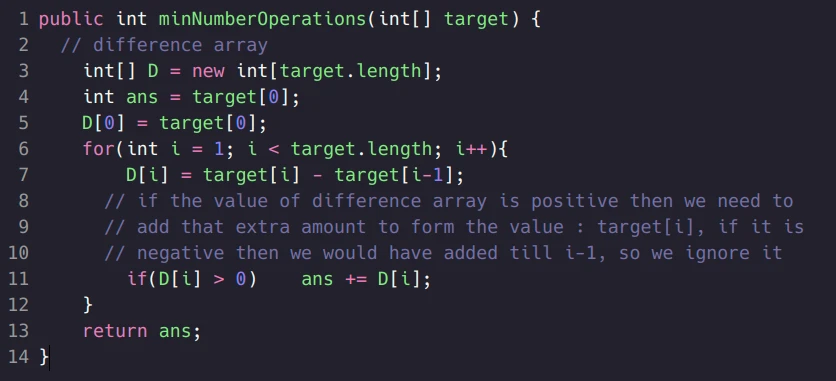 1 public int minNumberOperations(int[] target) {
2   // difference array
3     int[] D = new int[target.length];
4     int ans = target[0];
5     D[0] = target[0];
6     for(int i = 1; i < target.length; i++){
7         D[i] = target[i] - target[i-1];
8       // if the value of difference array is positive then we need to
9       // add that extra amount to form the value : target[i], if it is
10       // negative then we would have added till i-1, so we ignore it
11         if(D[i] > 0)    ans += D[i];
12     }
13     return ans;
14 }